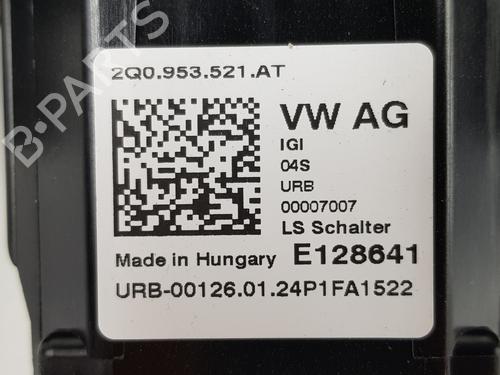 2Q0.953.521.AT
VW AG
IGI
04S
URB
00007007
LS Schalter
Made in Hungary E128641
URB-00126.01.24P1FA1522